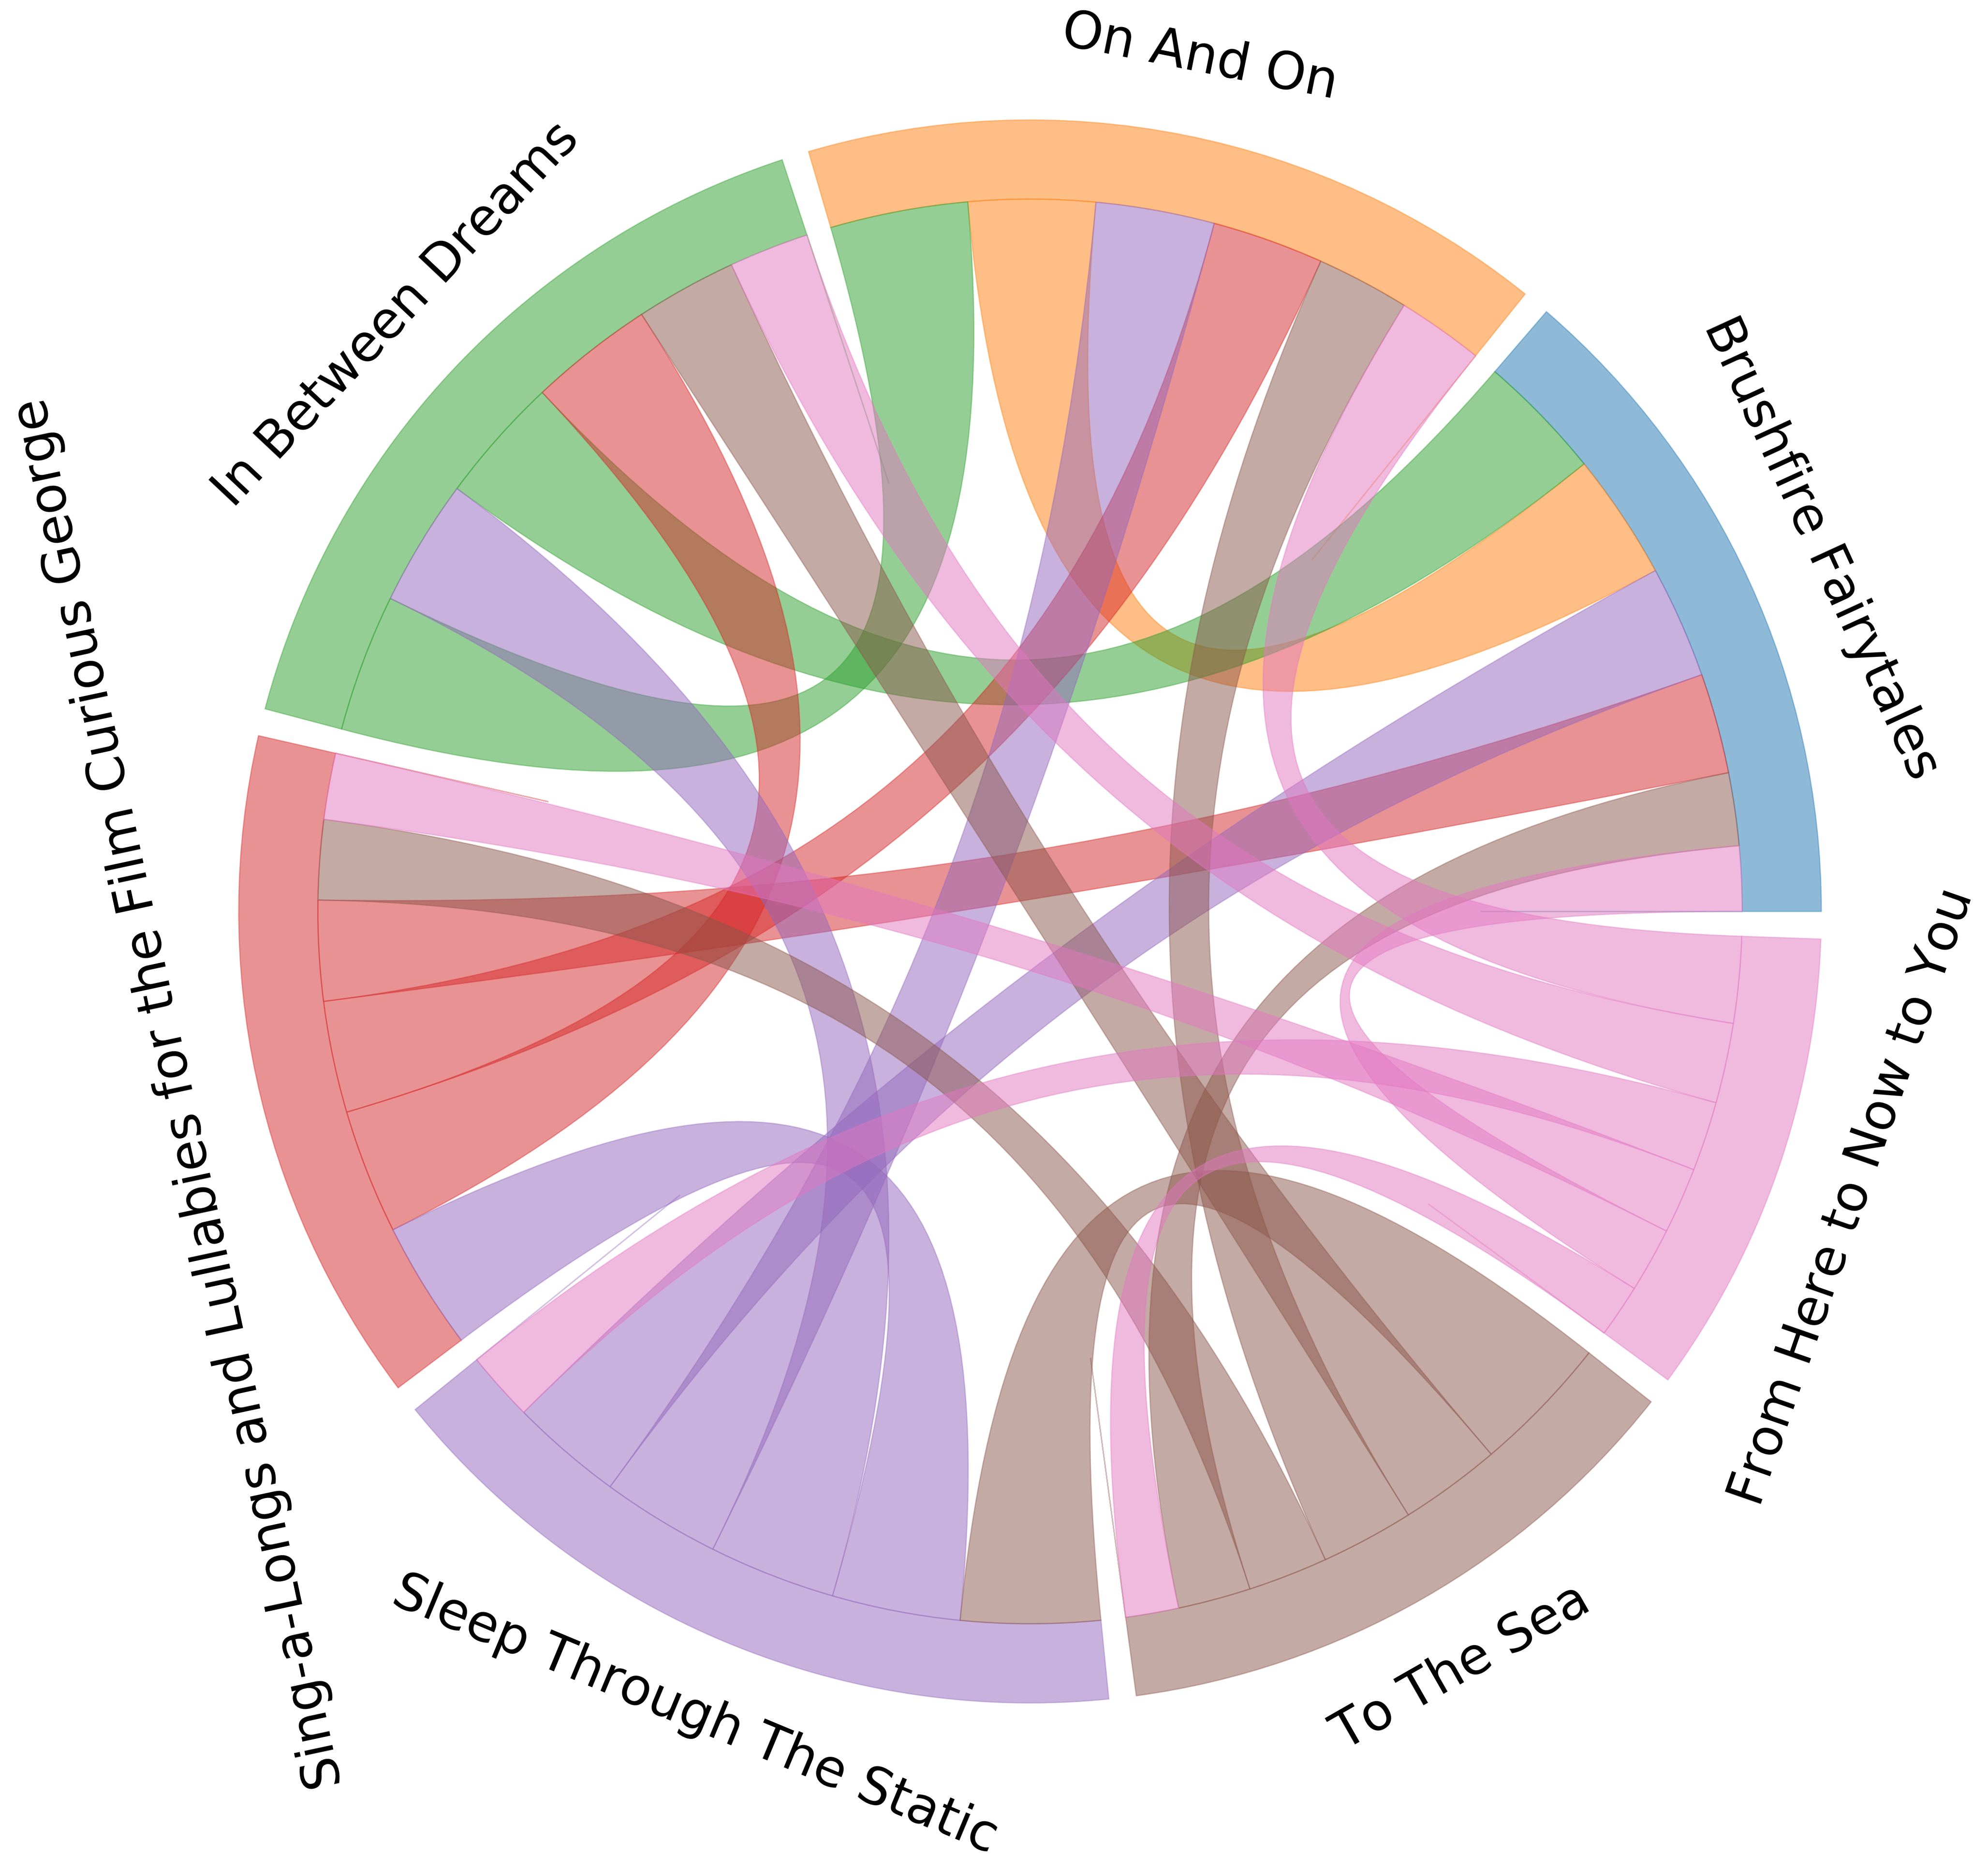 On And On
Brushfire Fairytales
In Between Dreams
Sing-a-Longs and Lullabies for the Film Curious George
From Here to Now to You
Sleep Through The Static
To The Sea